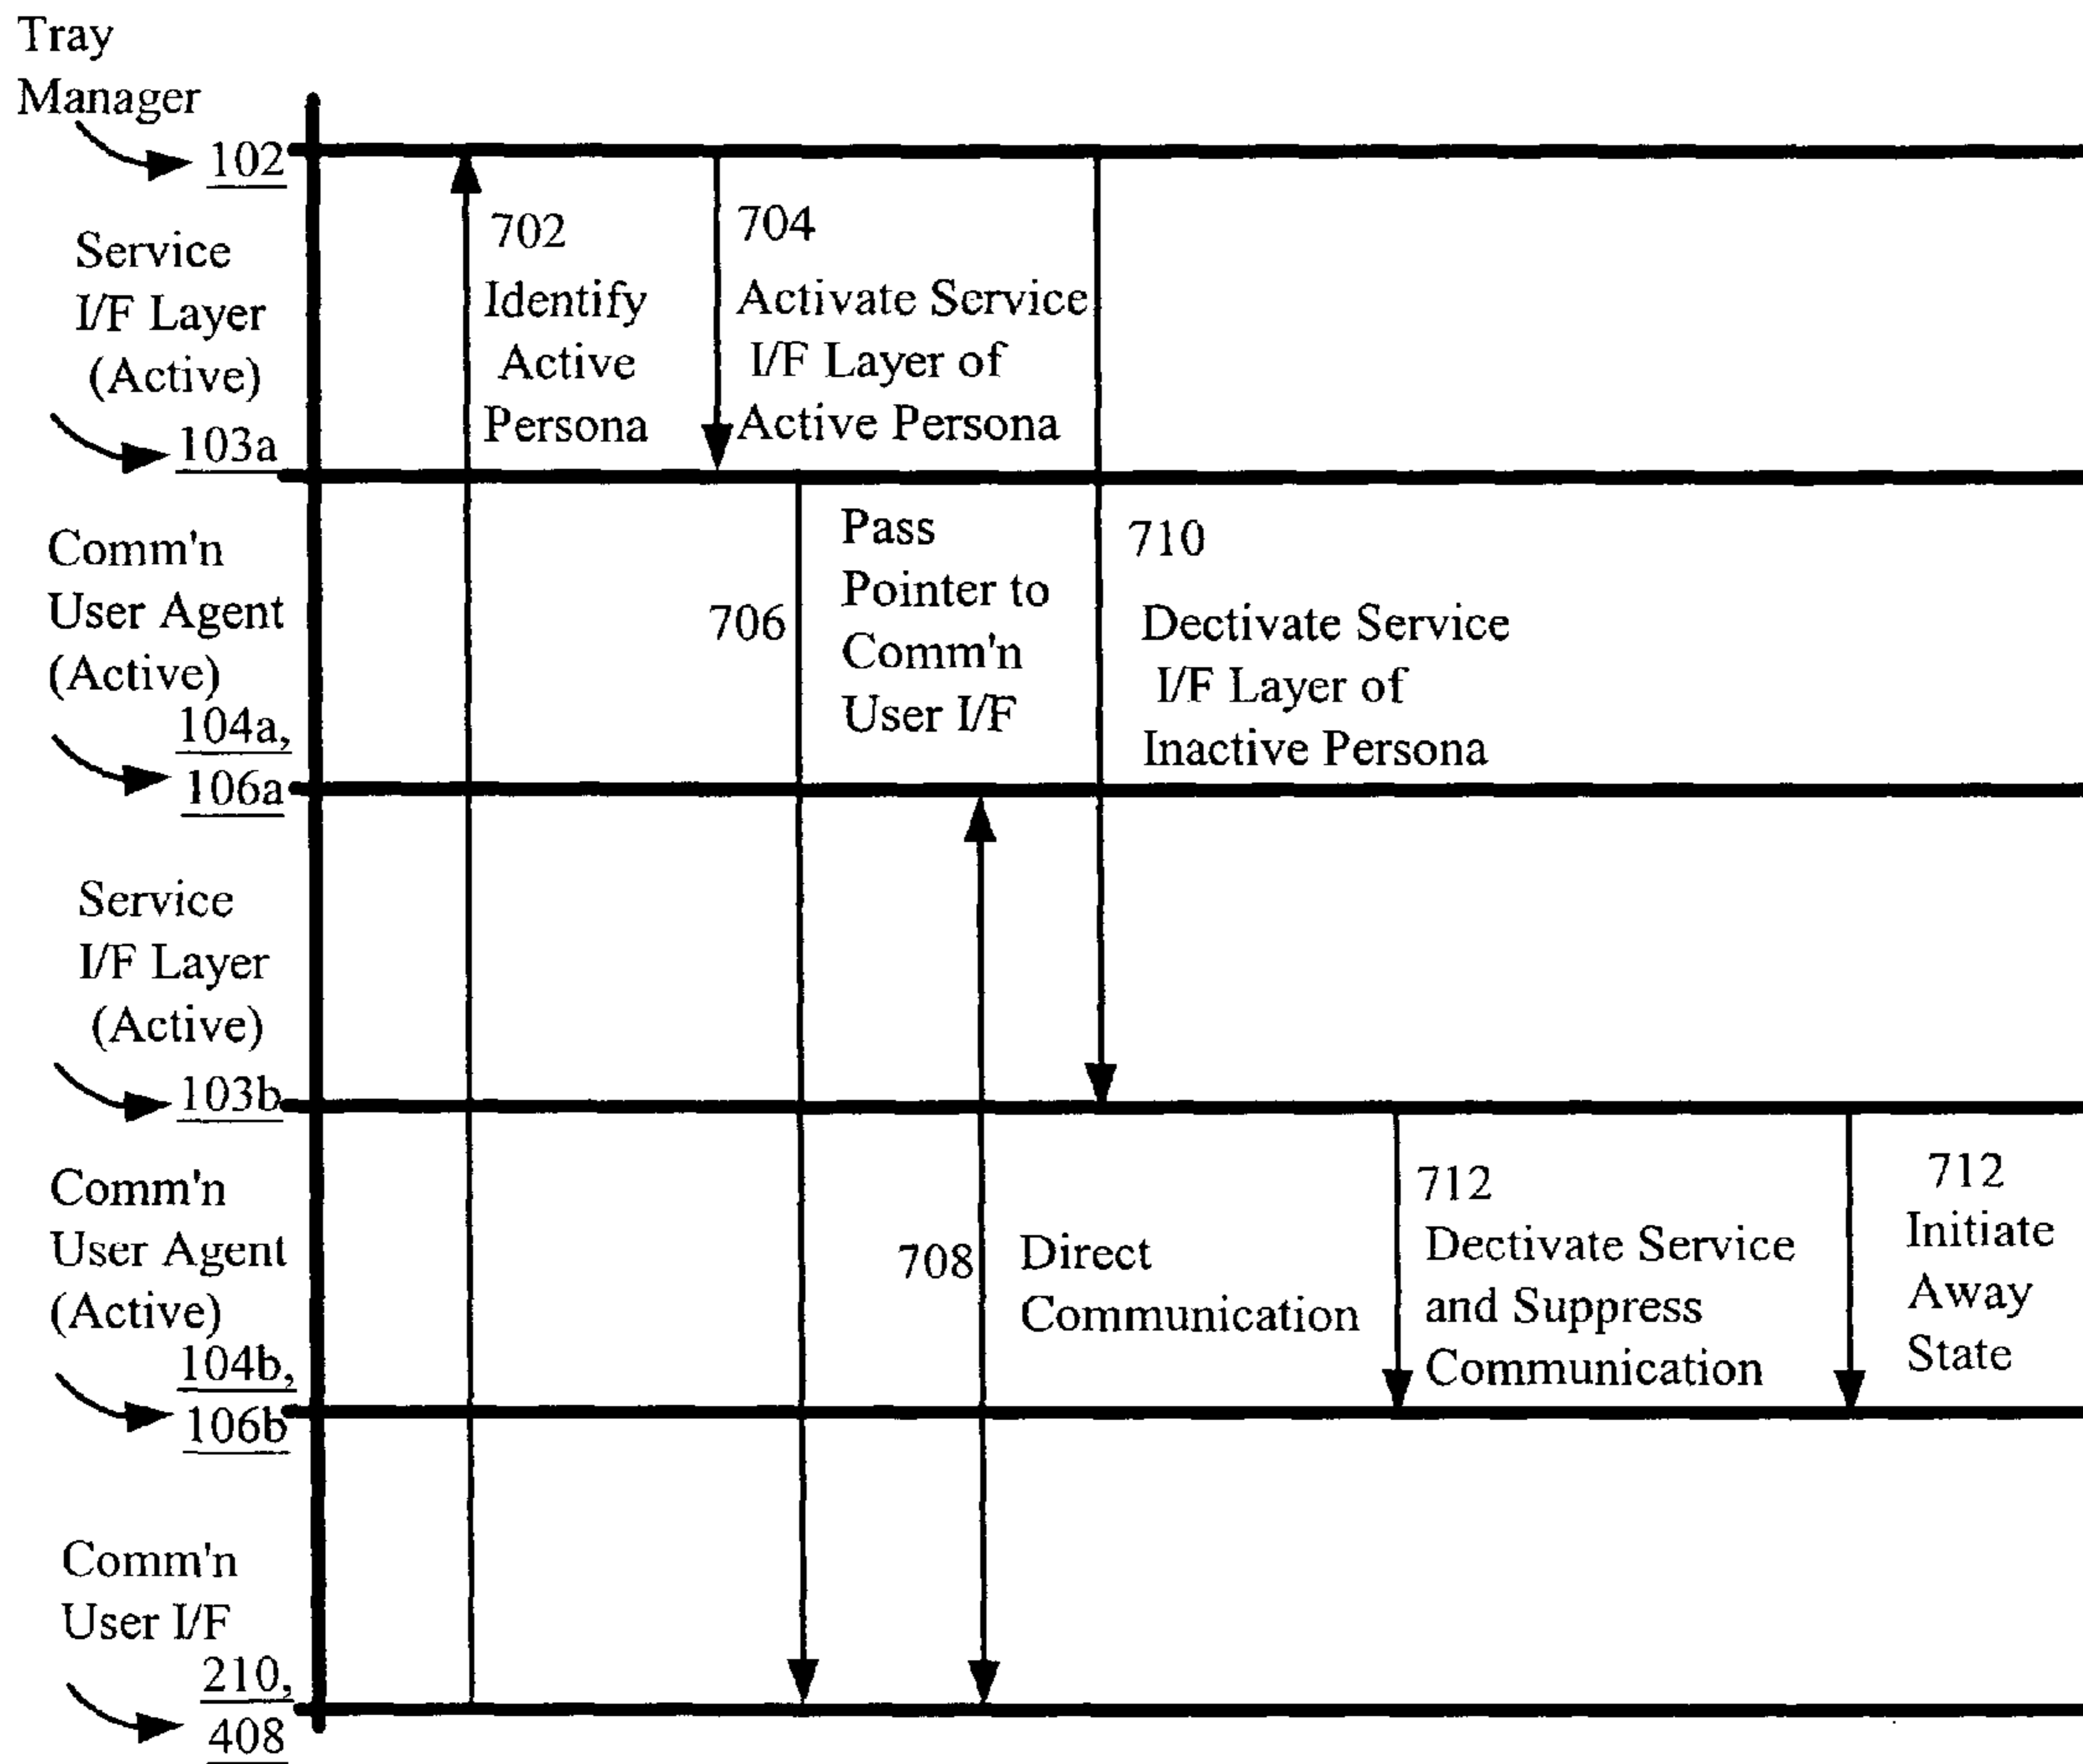 Tray
Manager
102
Service
I/F Layer
(Active)
103a
Comm'n
User Agent
(Active)
104a,
106a
Service
I/F Layer
(Active)
103b
Comm'n
User Agent
(Active)
104b,
106b
Comm'n
User I/F
210,
408
702
Identify
Active
Persona
704
Activate Service
I/F Layer of
Active Persona
706
Pass
Pointer to
Comm'n
User I/F
710
Dectivate Service
I/F Layer of
Inactive Persona
708
Direct
Communication
712
Dectivate Service
and Suppress
Communication
712
Initiate
Away
State